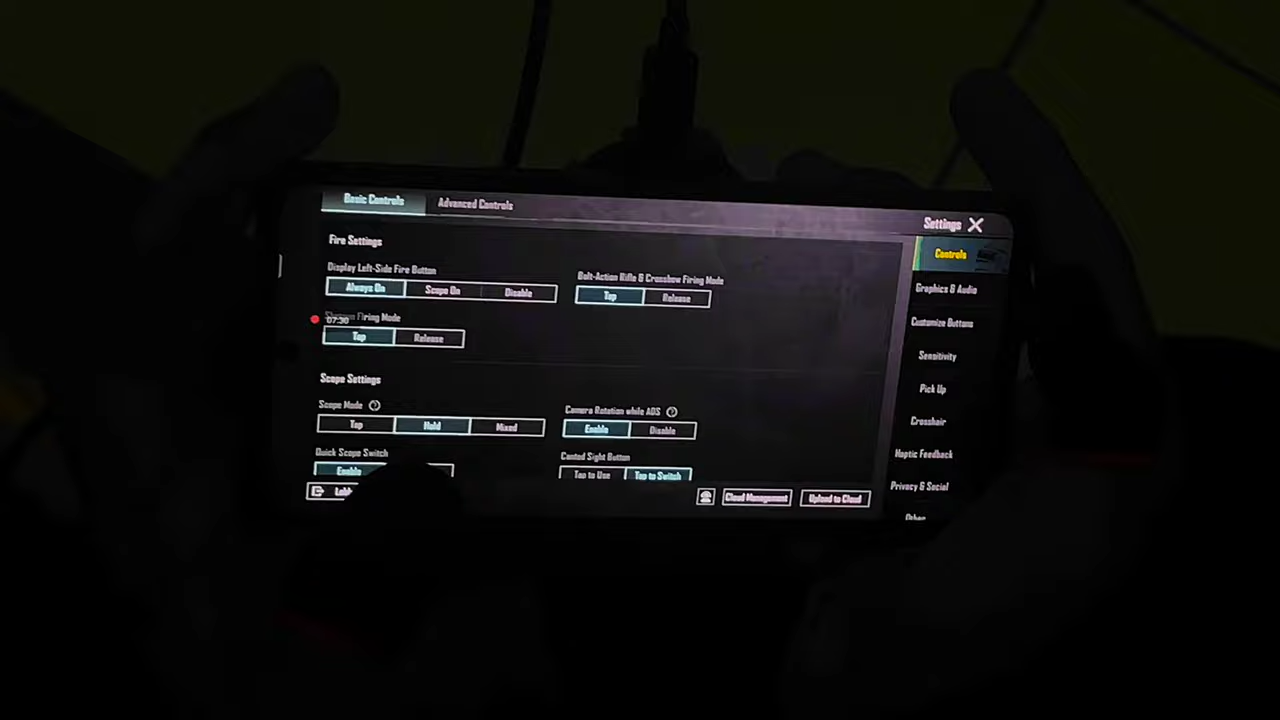 Basic Controls Advanced Controls
Settings
Fire Settings
Controls
Display Left-Side Fire Button
Bolt-Action Rifle & Crossbow Firing Mode
Always On Scope On Disable
Tap Release
Graphics & Audio
07:30 Firing Mode
Customize Buttons
Tap Release
Sensitivity
Scope Settings
Pick Up
Scope Mode
Camera Rotation while ADS
Tap Hold Mixed
Enable Disable
Crosshair
Quick Scope Switch
Canted Sight Button
Haptic Feedback
Enable
Tap to Use Tap to Switch
Privacy & Social
Cloud Management Upload to Cloud
Other